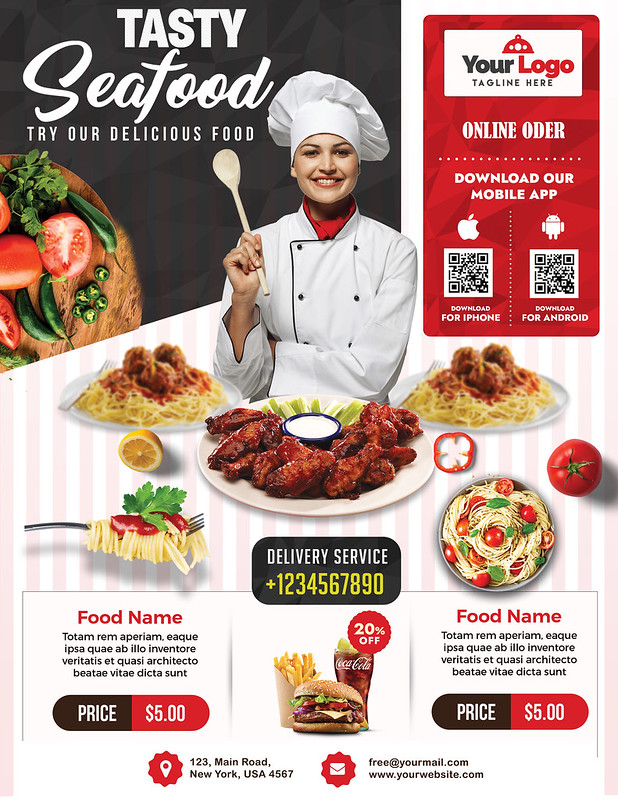 TASTY
Seafood
TRY OUR DELICIOUS FOOD
Your Logo
TAGLINE HERE
ONLINE ODER
DOWNLOAD OUR
MOBILE APP
DOWNLOAD
FOR IPHONE
DOWNLOAD
FOR ANDROID
DELIVERY SERVICE
+1234567890
Food Name
Totam rem aperiam, eaque
ipsa quae ab illo inventore
veritatis et quasi architecto
beatae vitae dicta sunt
PRICE $5.00
20%
OFF
Coca-Cola
Food Name
Totam rem aperiam, eaque
ipsa quae ab illo inventore
veritatis et quasi architecto
beatae vitae dicta sunt
PRICE $5.00
123, Main Road,
New York, USA 4567
free@yourmail.com
www.yourwebsite.com